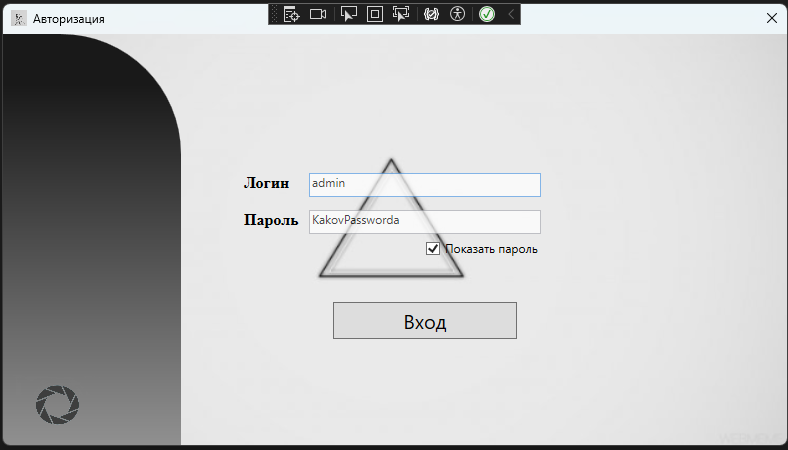 Авторизация
Логин
admin
Пароль
KakovPassworda
Показать пароль
Вход